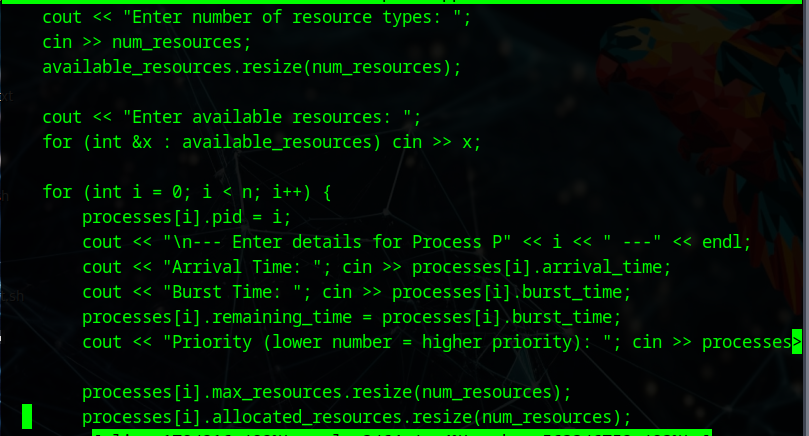 cout << "Enter number of resource types: ";
cin >> num_resources;
available_resources.resize(num_resources);
cout << "Enter available resources: ";
for (int &x : available_resources) cin >> x;
for (int i = 0; i < n; i++) {
processes[i].pid = i;
cout << "\n--- Enter details for Process P" << i << " ---" << endl;
cout << "Arrival Time: "; cin >> processes[i].arrival_time;
cout << "Burst Time: "; cin >> processes[i].burst_time;
processes[i].remaining_time = processes[i].burst_time;
cout << "Priority (lower number = higher priority): "; cin >> processes>
processes[i].max_resources.resize(num_resources);
processes[i].allocated_resources.resize(num_resources);